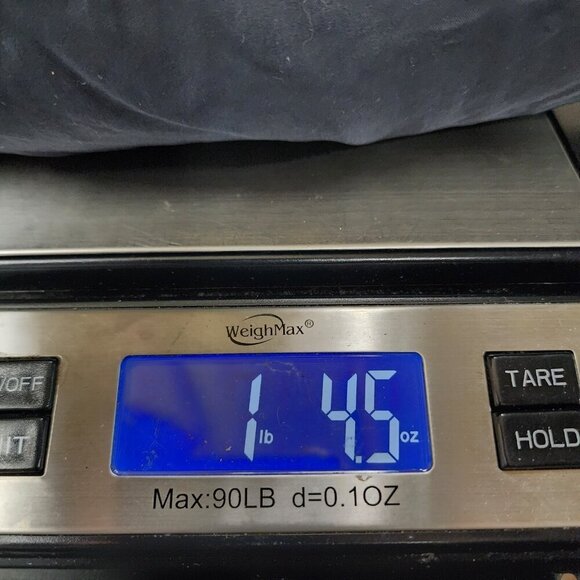 WeighMax®
/OFF
1 lb 4.5 oz
TARE
IT
HOLD
Max:90LB d=0.1OZ